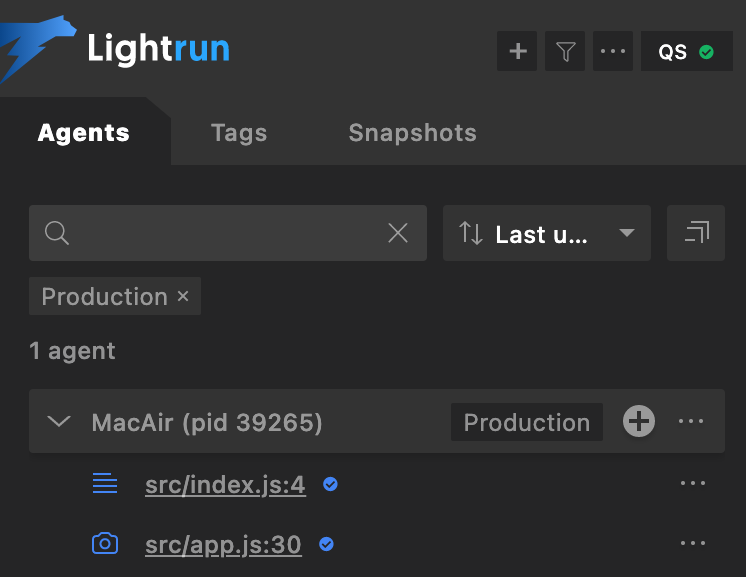 Lightrun
QS
Agents Tags Snapshots
Last u...
Production ×
1 agent
MacAir (pid 39265) Production
src/index.js:4
src/app.js:30